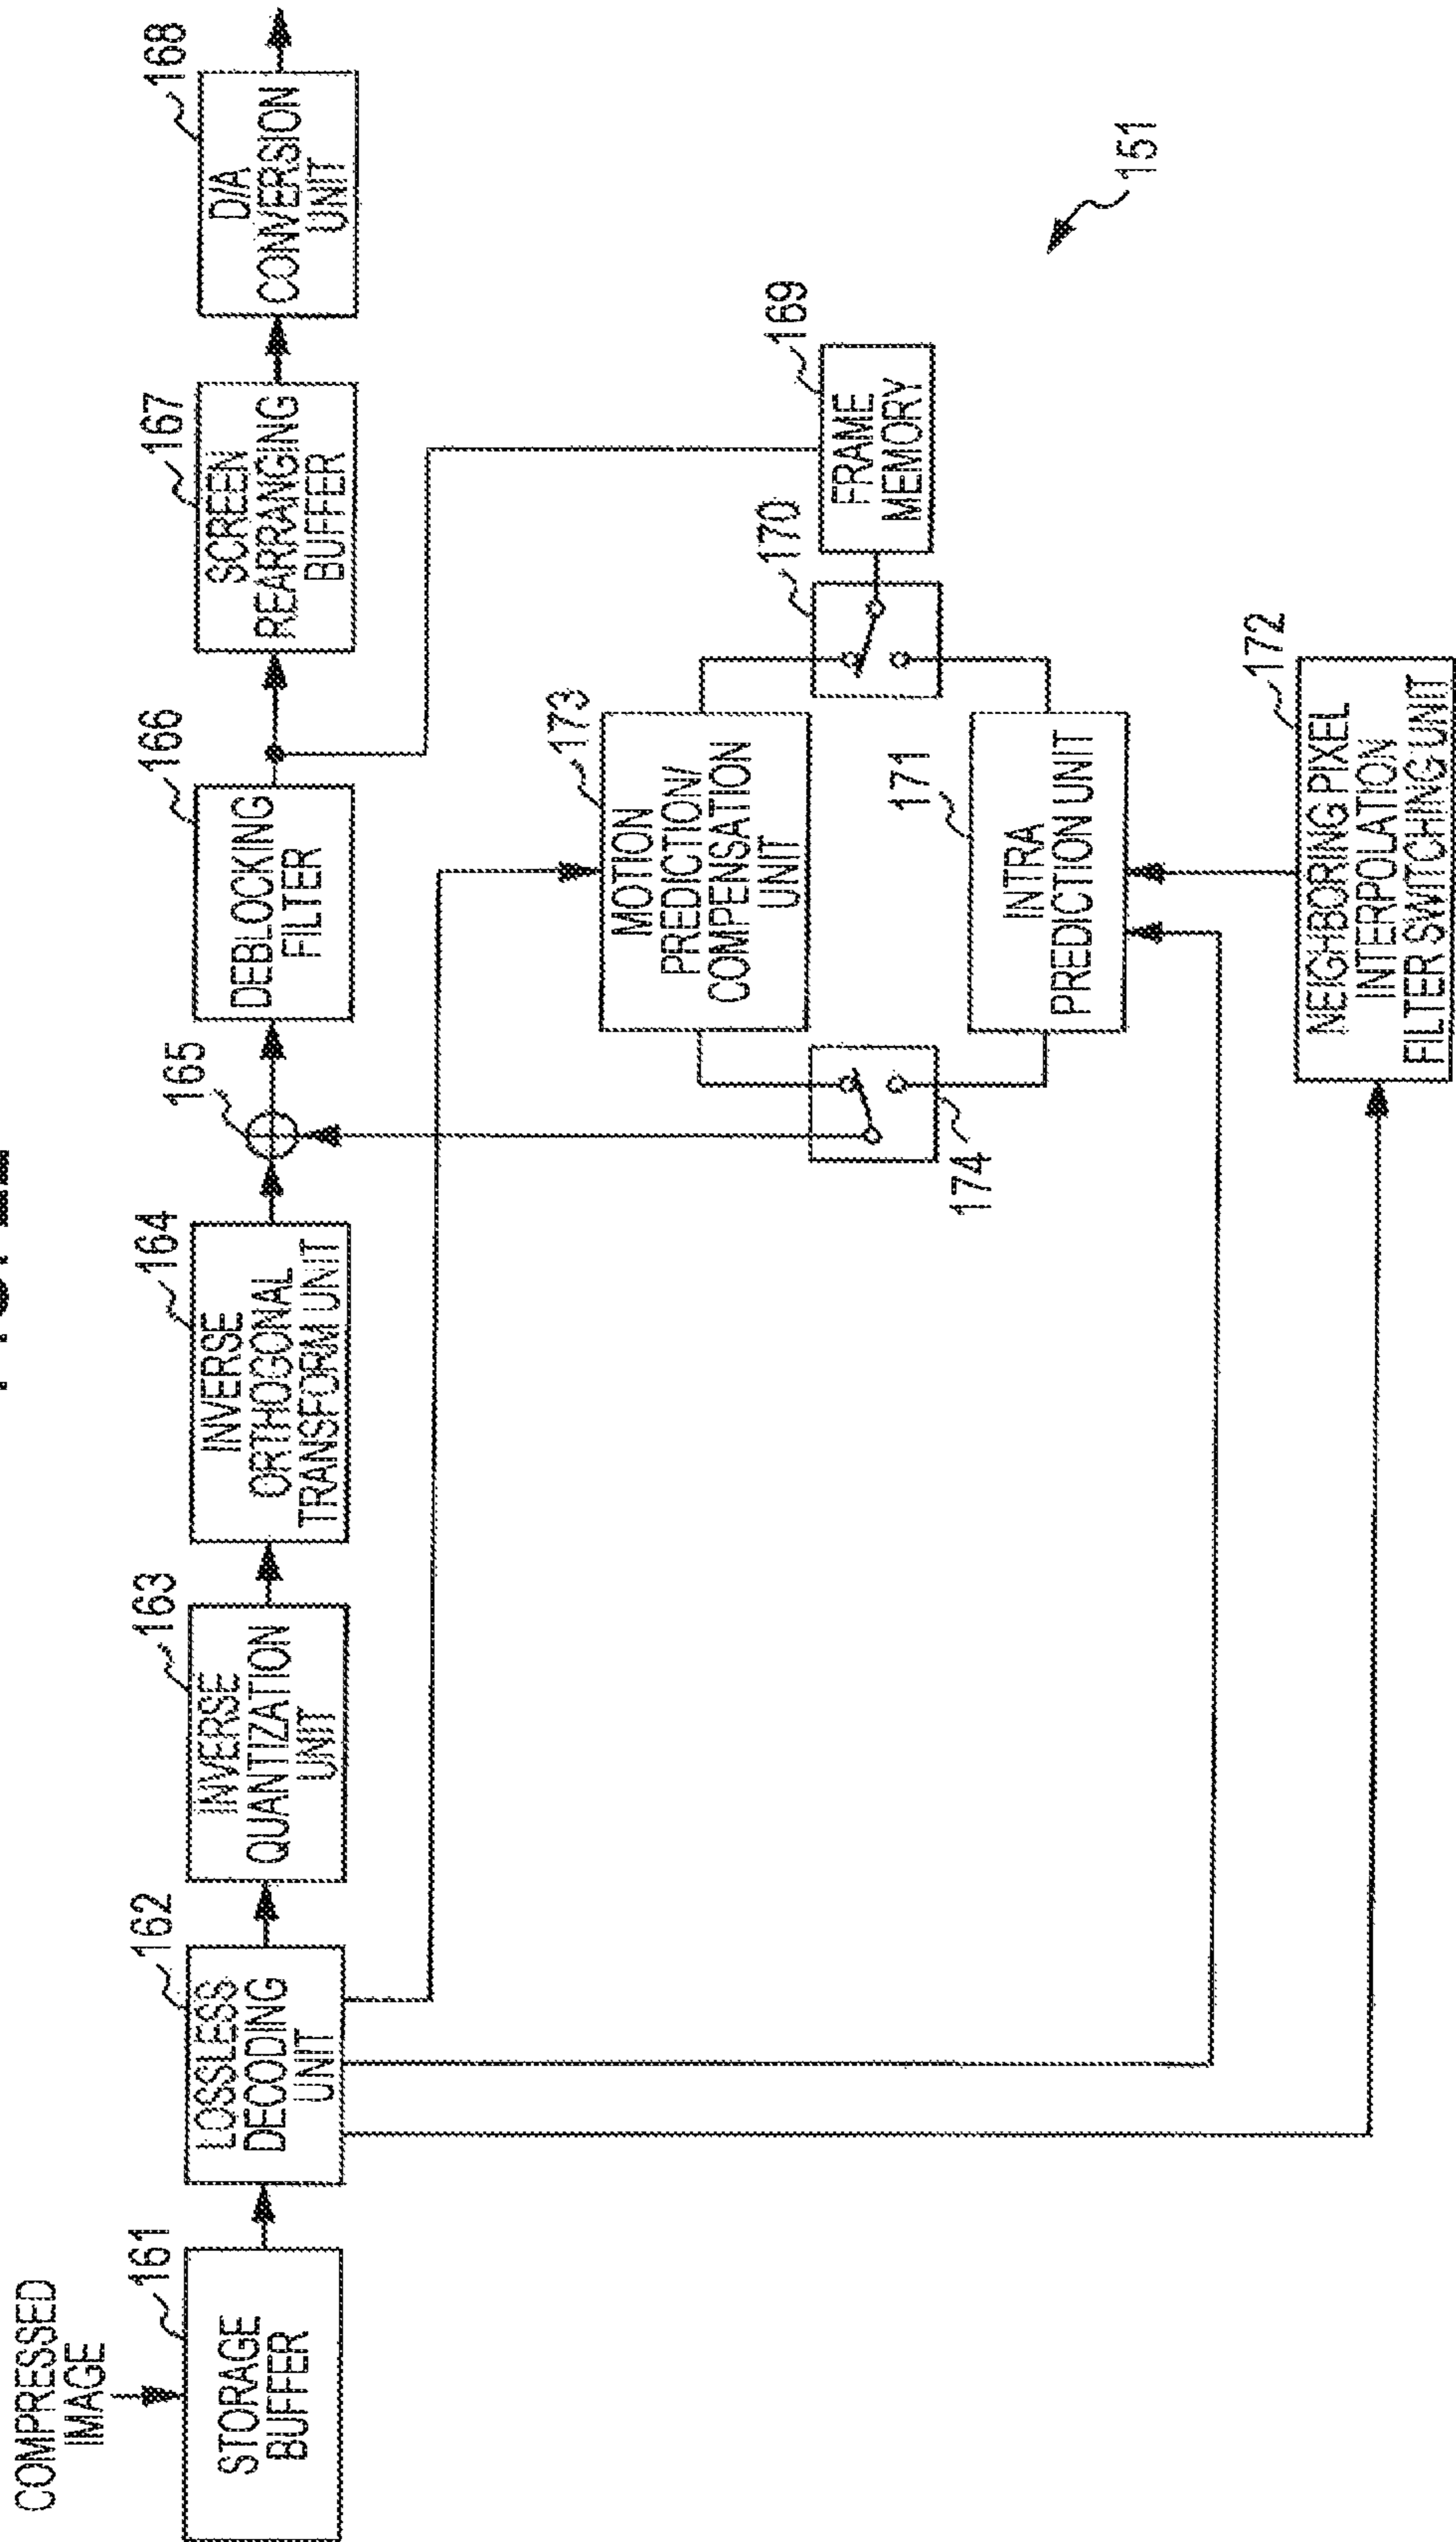 COMPRESSED
IMAGE
161
STORAGE
BUFFER
162
LOSSLESS
DECODING
UNIT
163
INVERSE
QUANTIZATION
UNIT
164
INVERSE
ORTHOGONAL
TRANSFORM UNIT
165
166
DEBLOCKING
FILTER
167
SCREEN
REARRANGING
BUFFER
168
D/A
CONVERSION
UNIT
173
MOTION
PREDICTION/
COMPENSATION
UNIT
170
169
FRAME
MEMORY
151
174
171
INTRA
PREDICTION UNIT
172
NEIGHBORING PIXEL
INTERPOLATION
FILTER SWITCHING UNIT